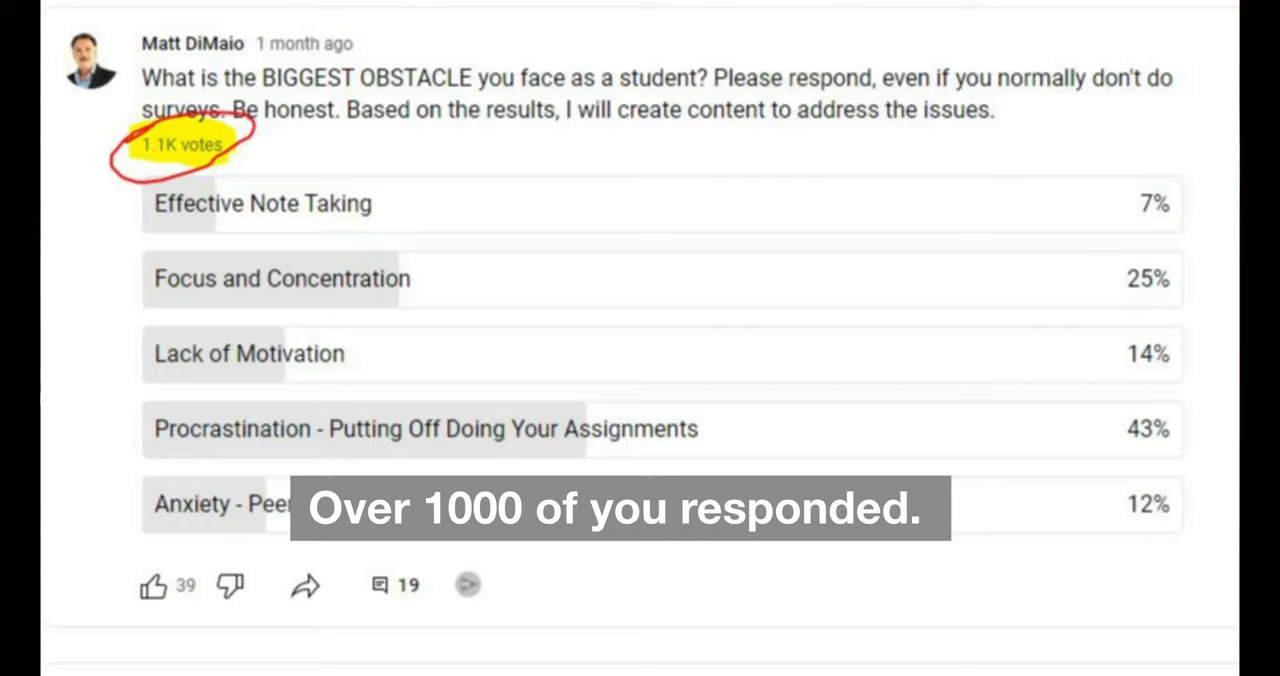 Matt DiMaio 1 month ago
What is the BIGGEST OBSTACLE you face as a student? Please respond, even if you normally don't do
surveys. Be honest. Based on the results, I will create content to address the issues.
1.1K votes
Effective Note Taking 7%
Focus and Concentration 25%
Lack of Motivation 14%
Procrastination - Putting Off Doing Your Assignments 43%
Anxiety - 12%
Over 1000 of you responded.
39 19